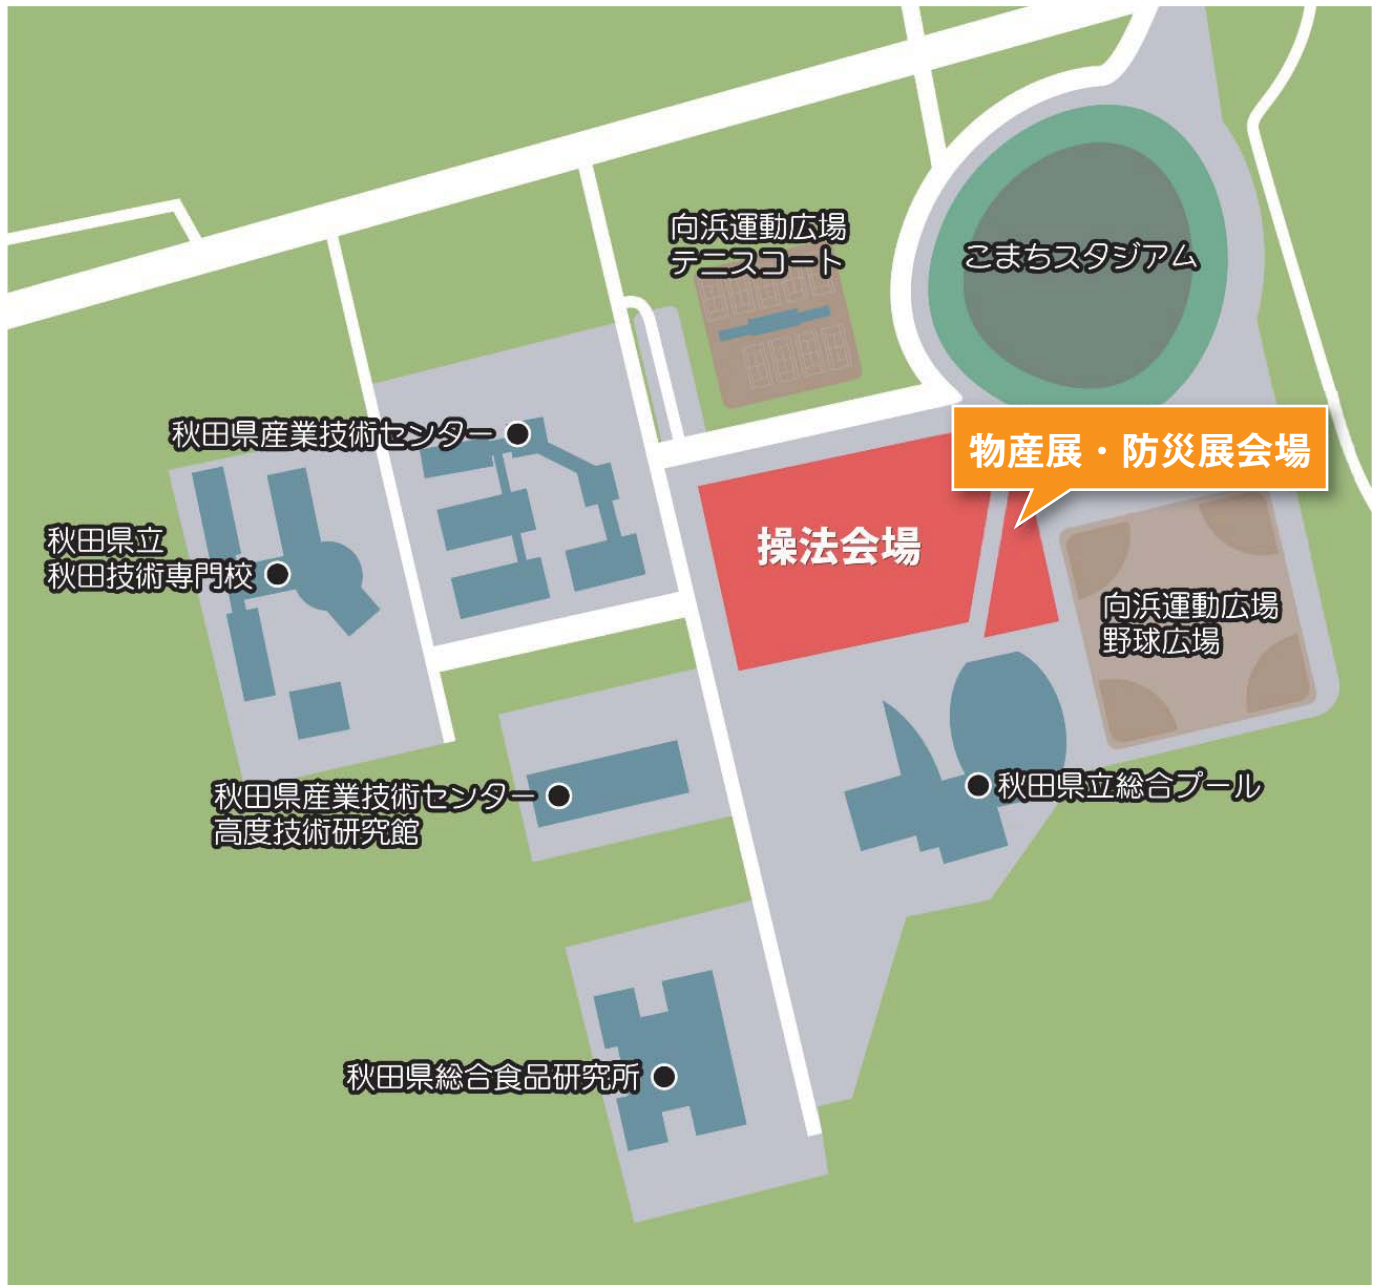 向浜運動広場
テニスコート
こまちスタジアム
秋田県産業技術センター
物産展・防災展会場
秋田県立
秋田技術専門校
操法会場
向浜運動広場
野球広場
秋田県産業技術センター
高度技術研究館
秋田県立総合プール
秋田県総合食品研究所